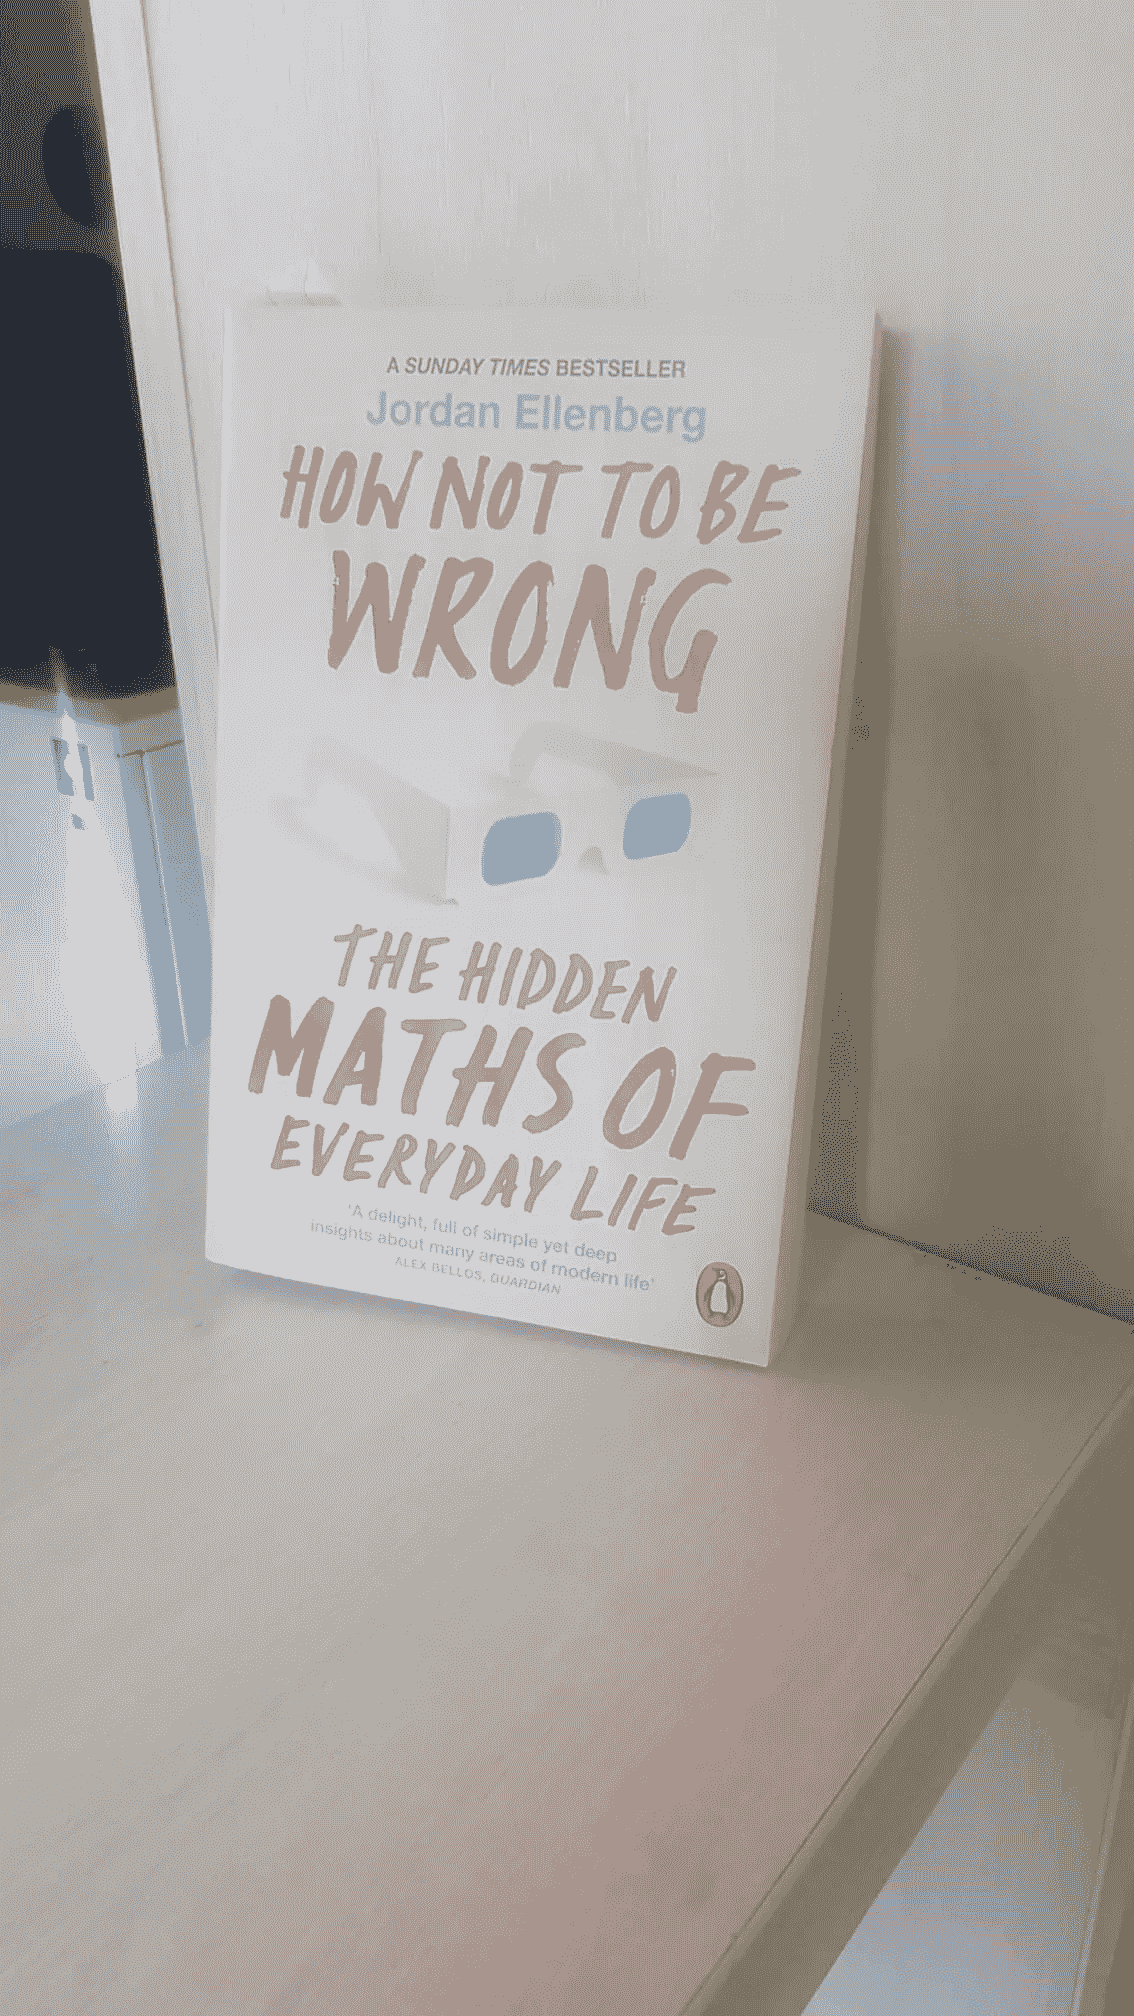 A SUNDAY TIMES BESTSELLER
Jordan Ellenberg
HOW NOT TO BE
WRONG
THE HIDDEN
MATHS OF
EVERYDAY LIFE
'A delight, full of simple yet deep
insights about many areas of modern life'
ALEX BELLOS, GUARDIAN